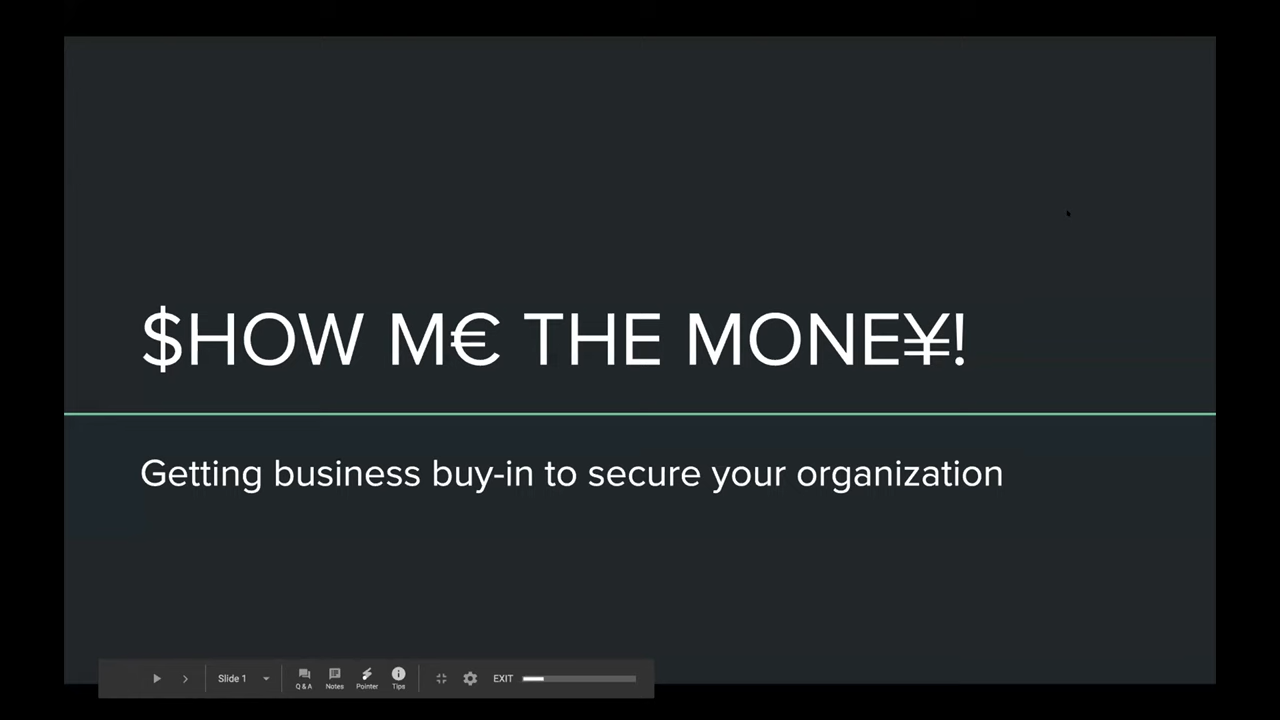 $HOW M€ THE MONE¥!
Getting business buy-in to secure your organization
Slide 1
Q & A
Notes
Pointer
Tips
EXIT